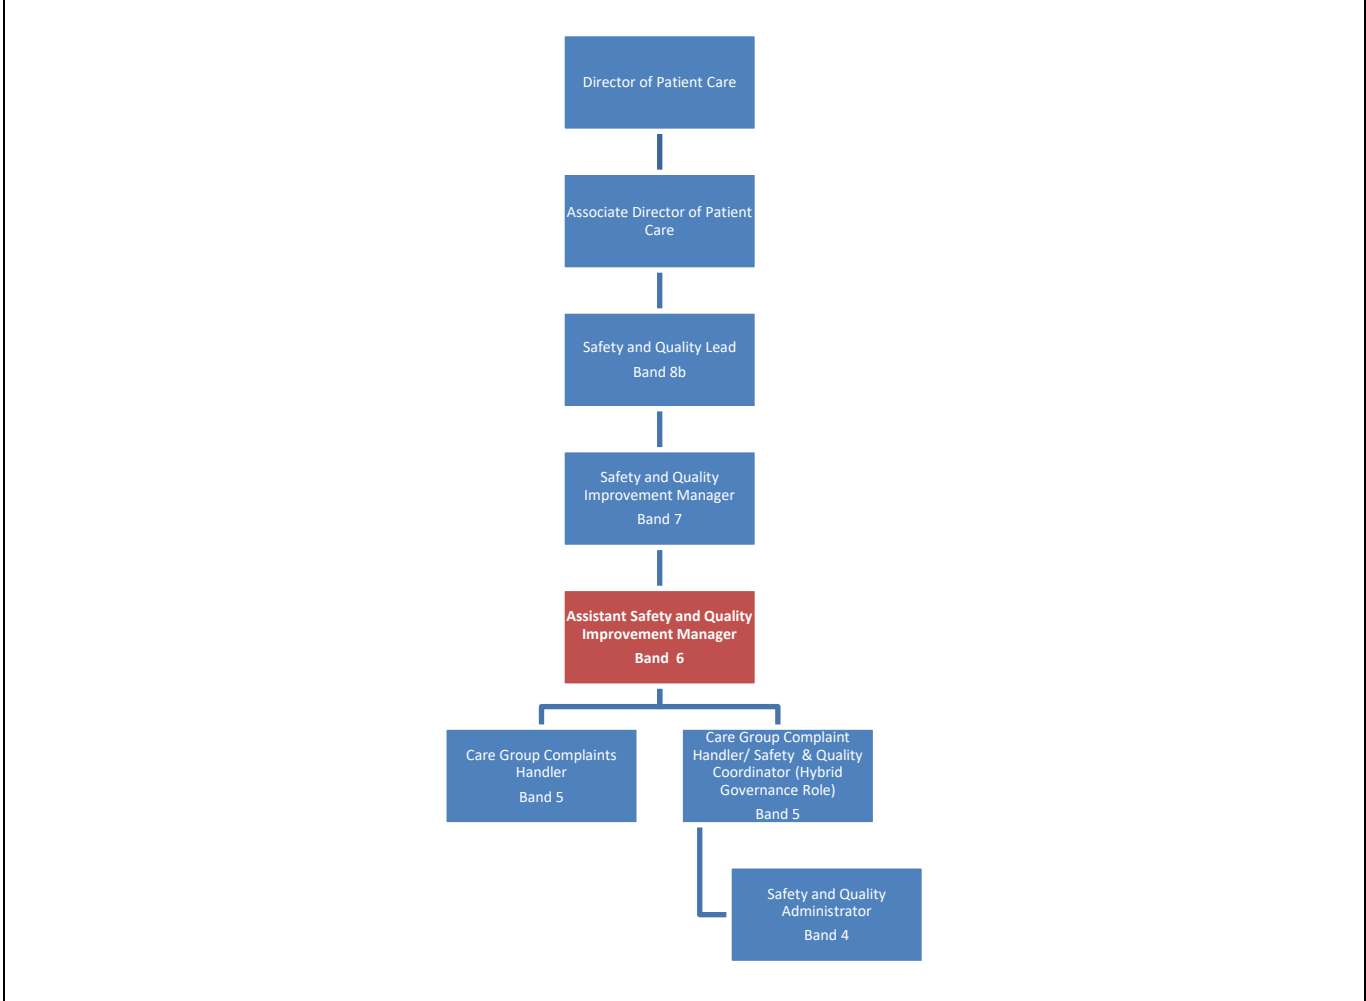 Director of Patient Care
Associate Director of Patient
Care
Safety and Quality Lead
Band 8b
Safety and Quality
Improvement Manager
Band 7
Assistant Safety and Quality
Improvement Manager
Band 6
Care Group Complaints
Handler
Band 5
Care Group Complaint
Handler/ Safety & Quality
Coordinator (Hybrid
Governance Role)
Band 5
Safety and Quality
Administrator
Band 4